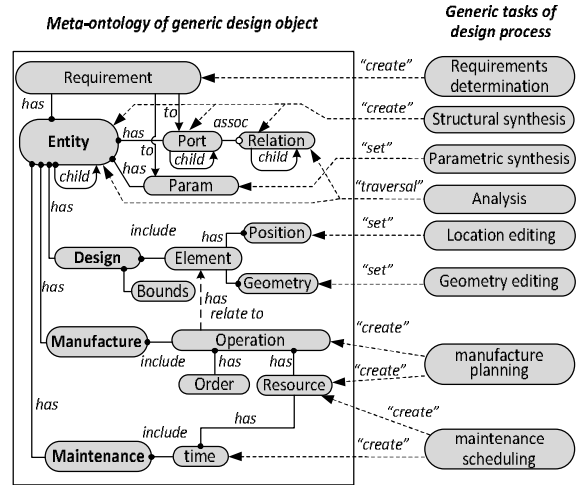 Meta-ontology of generic design object
Generic tasks of
design process
Requirement
"create"
Requirements
determination
has
to
"create"
Structural synthesis
Entity
has
Port
assoc
Relation
to
child
child
"set"
Parametric synthesis
child
has
Param
"traversal"
Analysis
has
include
has
Position
"set"
Location editing
Design
Element
"set"
Bounds
has
Geometry
Geometry editing
relate to
has
"create"
Manufacture
Operation
include
has
has
"create"
manufacture
planning
Order
Resource
has
has
"create"
include
"create"
maintenance
scheduling
Maintenance
time